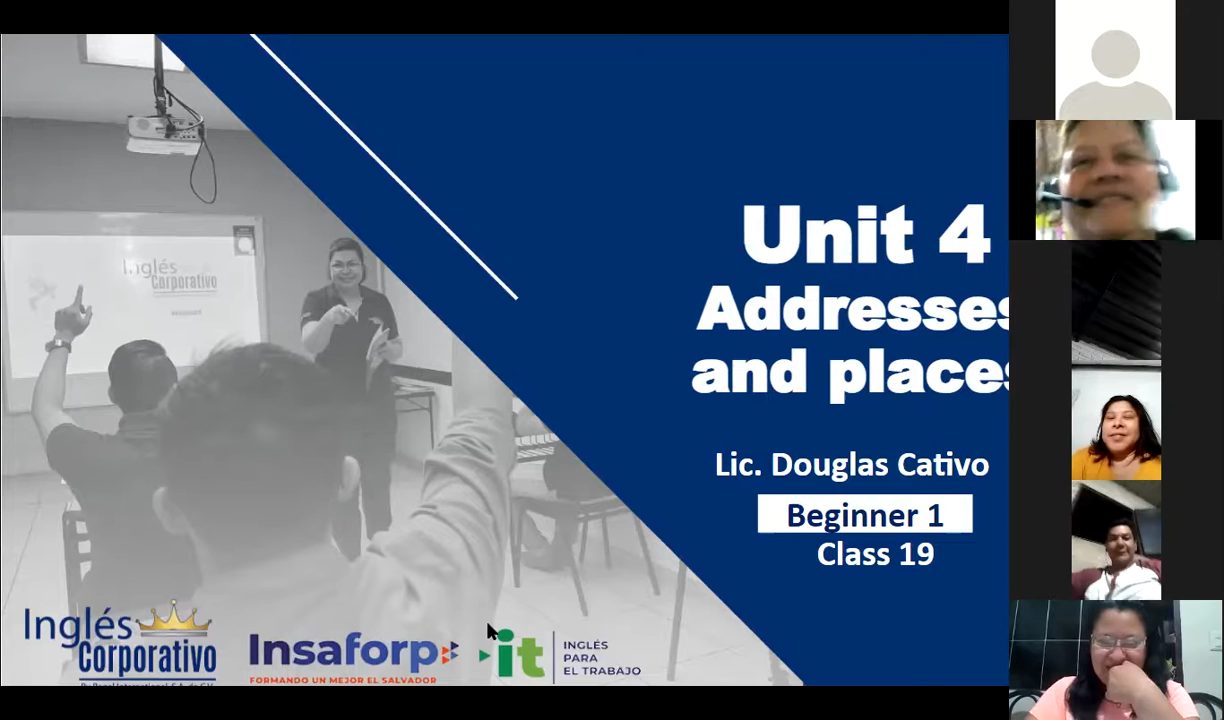 Unit 4
Addresses
and places
Lic. Douglas Cativo
Beginner 1
Class 19
Inglés
Corporativo
Inglés
Corporativo
Insaforp
FORMANDO UN MEJOR EL SALVADOR
it
INGLÉS
PARA
EL TRABAJO